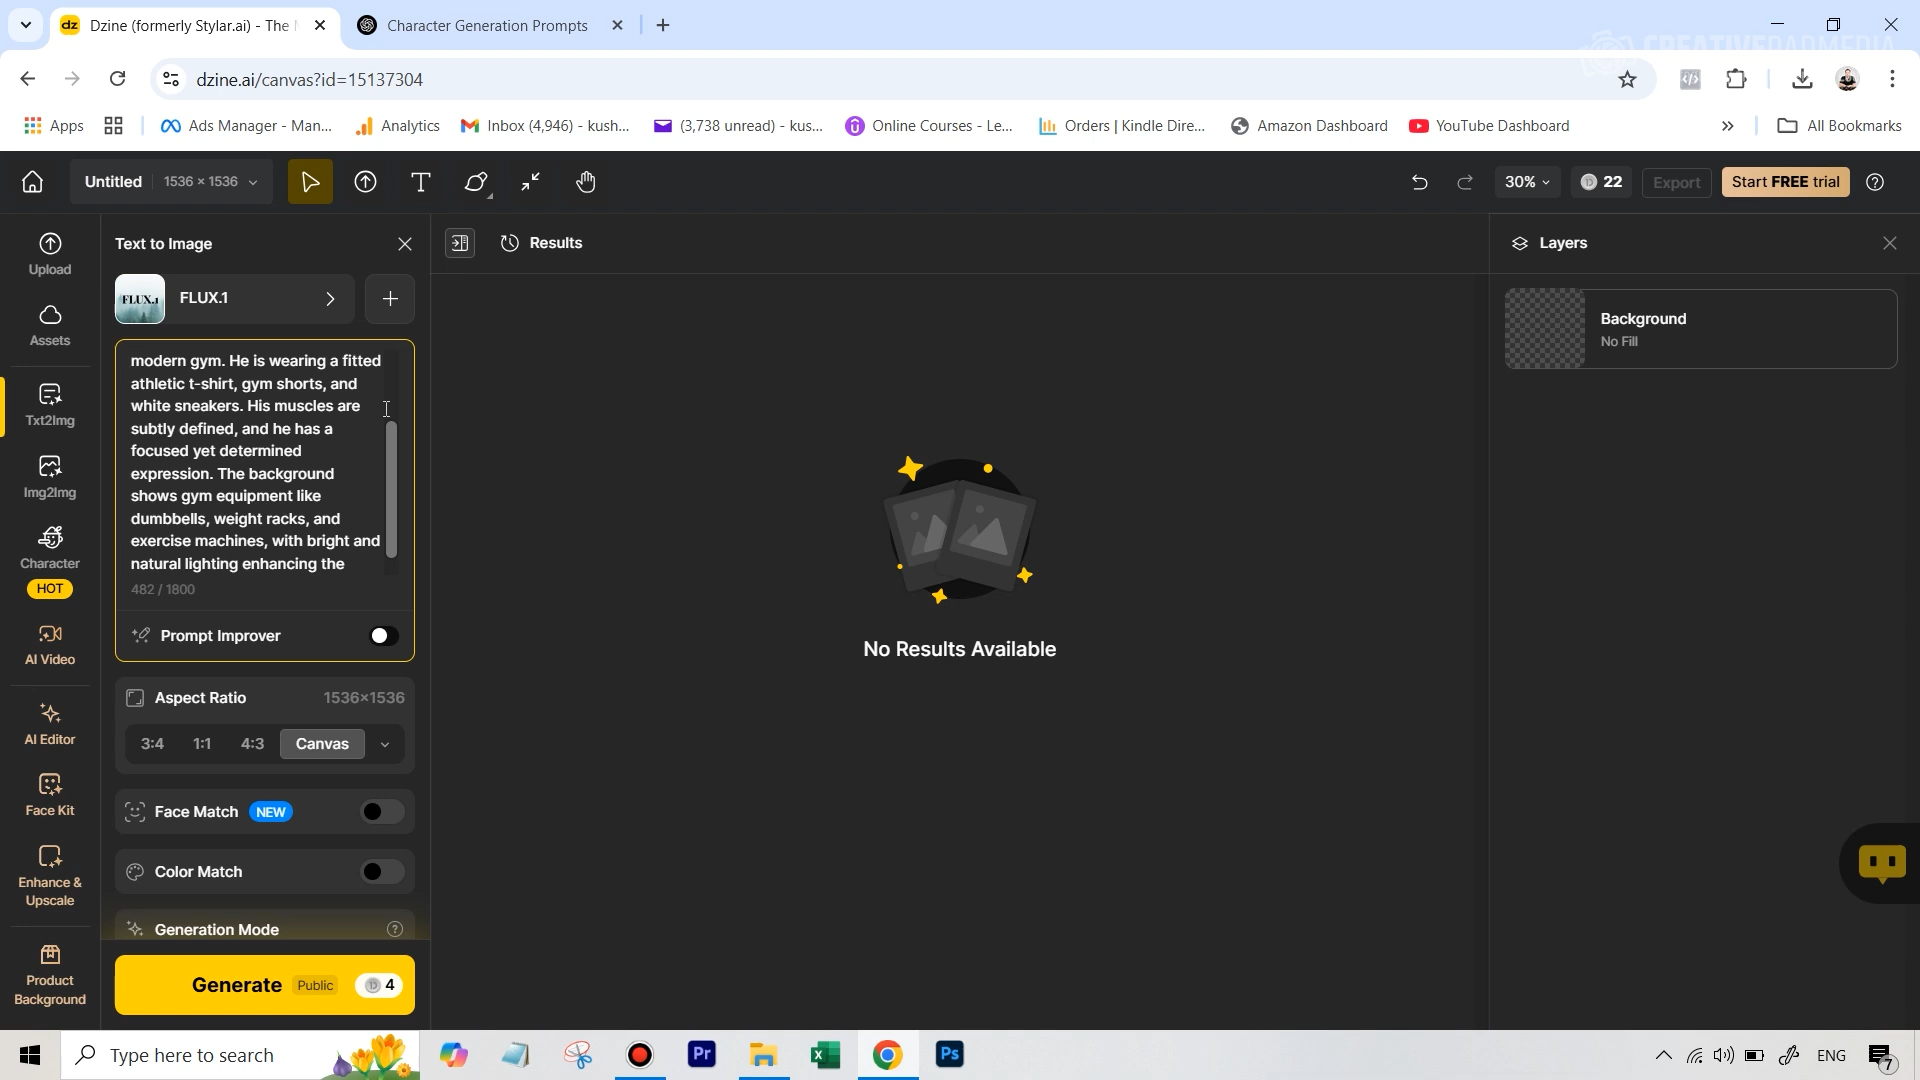 dz Dzine (formerly Stylar.ai) - The
Character Generation Prompts
CREATIVEDADMEDIA
dzine.ai/canvas?id=15137304
Apps
Ads Manager - Man...
Analytics
Inbox (4,946) - kush...
(3,738 unread) - kus...
Online Courses - Le...
Orders | Kindle Dire...
Amazon Dashboard
YouTube Dashboard
All Bookmarks
Untitled 1536 × 1536
30%
22
Export
Start FREE trial
Upload
Assets
Txt2Img
Img2Img
Character
HOT
AI Video
AI Editor
Face Kit
Enhance &
Upscale
Product
Background
Text to Image
FLUX.1 FLUX.1
modern gym. He is wearing a fitted
athletic t-shirt, gym shorts, and
white sneakers. His muscles are
subtly defined, and he has a
focused yet determined
expression. The background
shows gym equipment like
dumbbells, weight racks, and
exercise machines, with bright and
natural lighting enhancing the
482 / 1800
Prompt Improver
Aspect Ratio 1536×1536
3:4 1:1 4:3 Canvas
Face Match NEW
Color Match
Generation Mode
Generate Public 4
Results
No Results Available
Layers
Background
No Fill
Type here to search
Pr
Ps
ENG
7